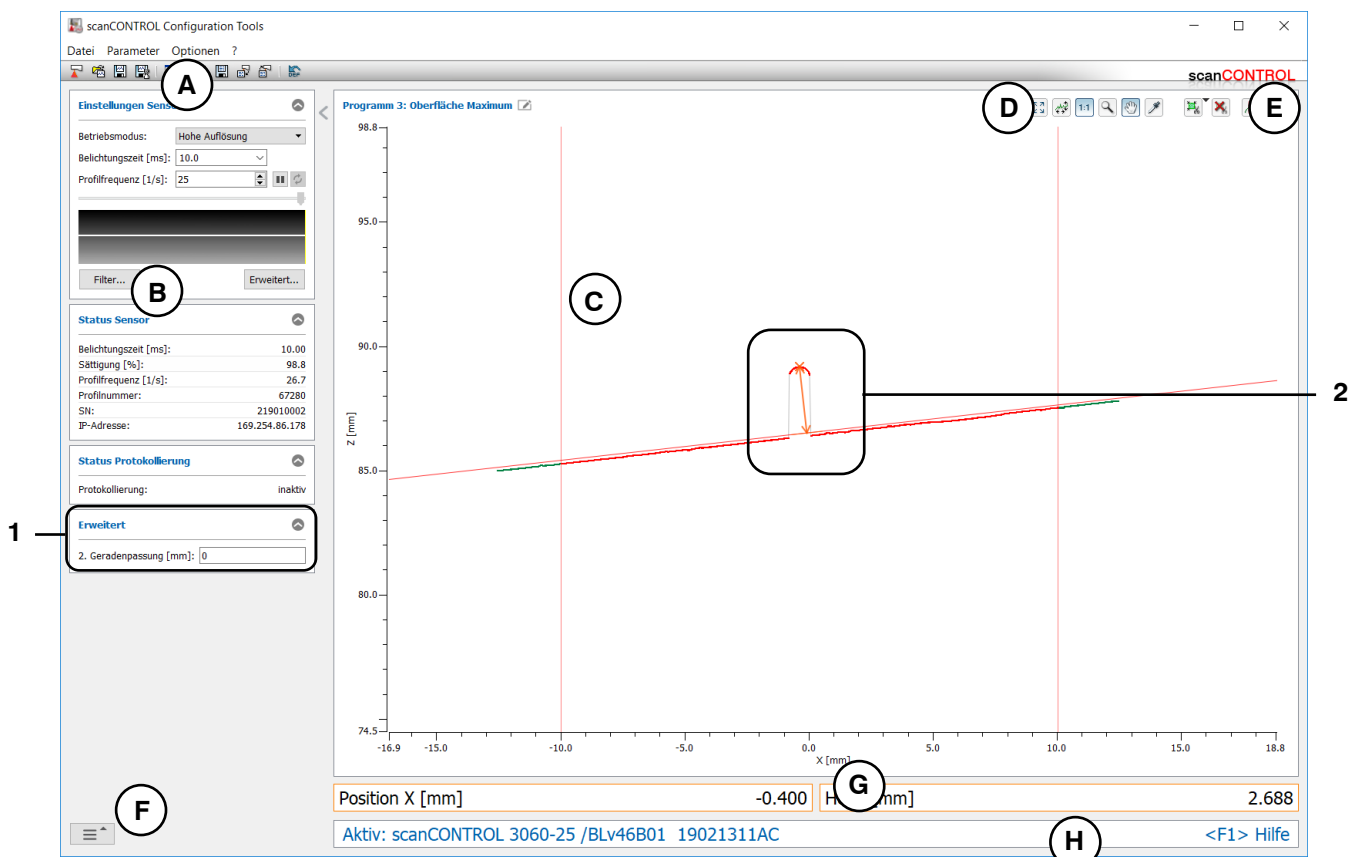 scanCONTROL Configuration Tools
Datei Parameter Optionen ?
A
scanCONTROL
Einstellungen
Programm 3: Oberfläche Maximum
D
1:1
E
Betriebsmodus: Hohe Auflösung
Belichtungszeit [ms]: 10.0
Profilfrequenz [1/s]: 25
Filter...
Erweitert...
B
Status Sensor
Belichtungszeit [ms]: 10.00
Sättigung [%]: 98.8
Profilfrequenz [1/s]: 26.7
Profilnummer: 67280
SN: 219010002
IP-Adresse: 169.254.86.178
Status Protokollierung
Protokollierung: inaktiv
1
Erweitert
2. Geradenpassung [mm]: 0
F
98.8
95.0
90.0
85.0
80.0
74.5
Z [mm]
C
2
-16.9 -15.0 -10.0 -5.0 0.0 5.0 10.0 15.0 18.8
X [mm]
G
Position X [mm] -0.400
mm] 2.688
Aktiv: scanCONTROL 3060-25 /BLv46B01 19021311AC
H
<F1> Hilfe